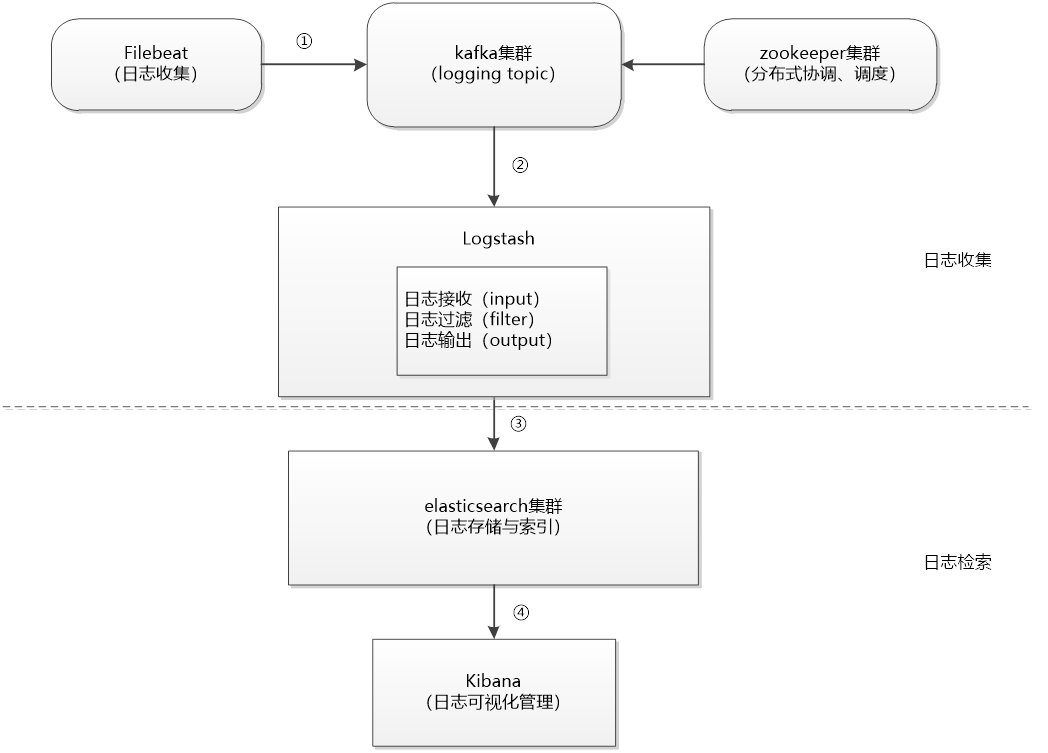 Filebeat
（日志收集）
①
kafka集群
（logging topic）
zookeeper集群
（分布式协调、调度）
②
Logstash
日志接收（input）
日志过滤（filter）
日志输出（output）
日志收集
③
elasticsearch集群
（日志存储与索引）
日志检索
④
Kibana
（日志可视化管理）